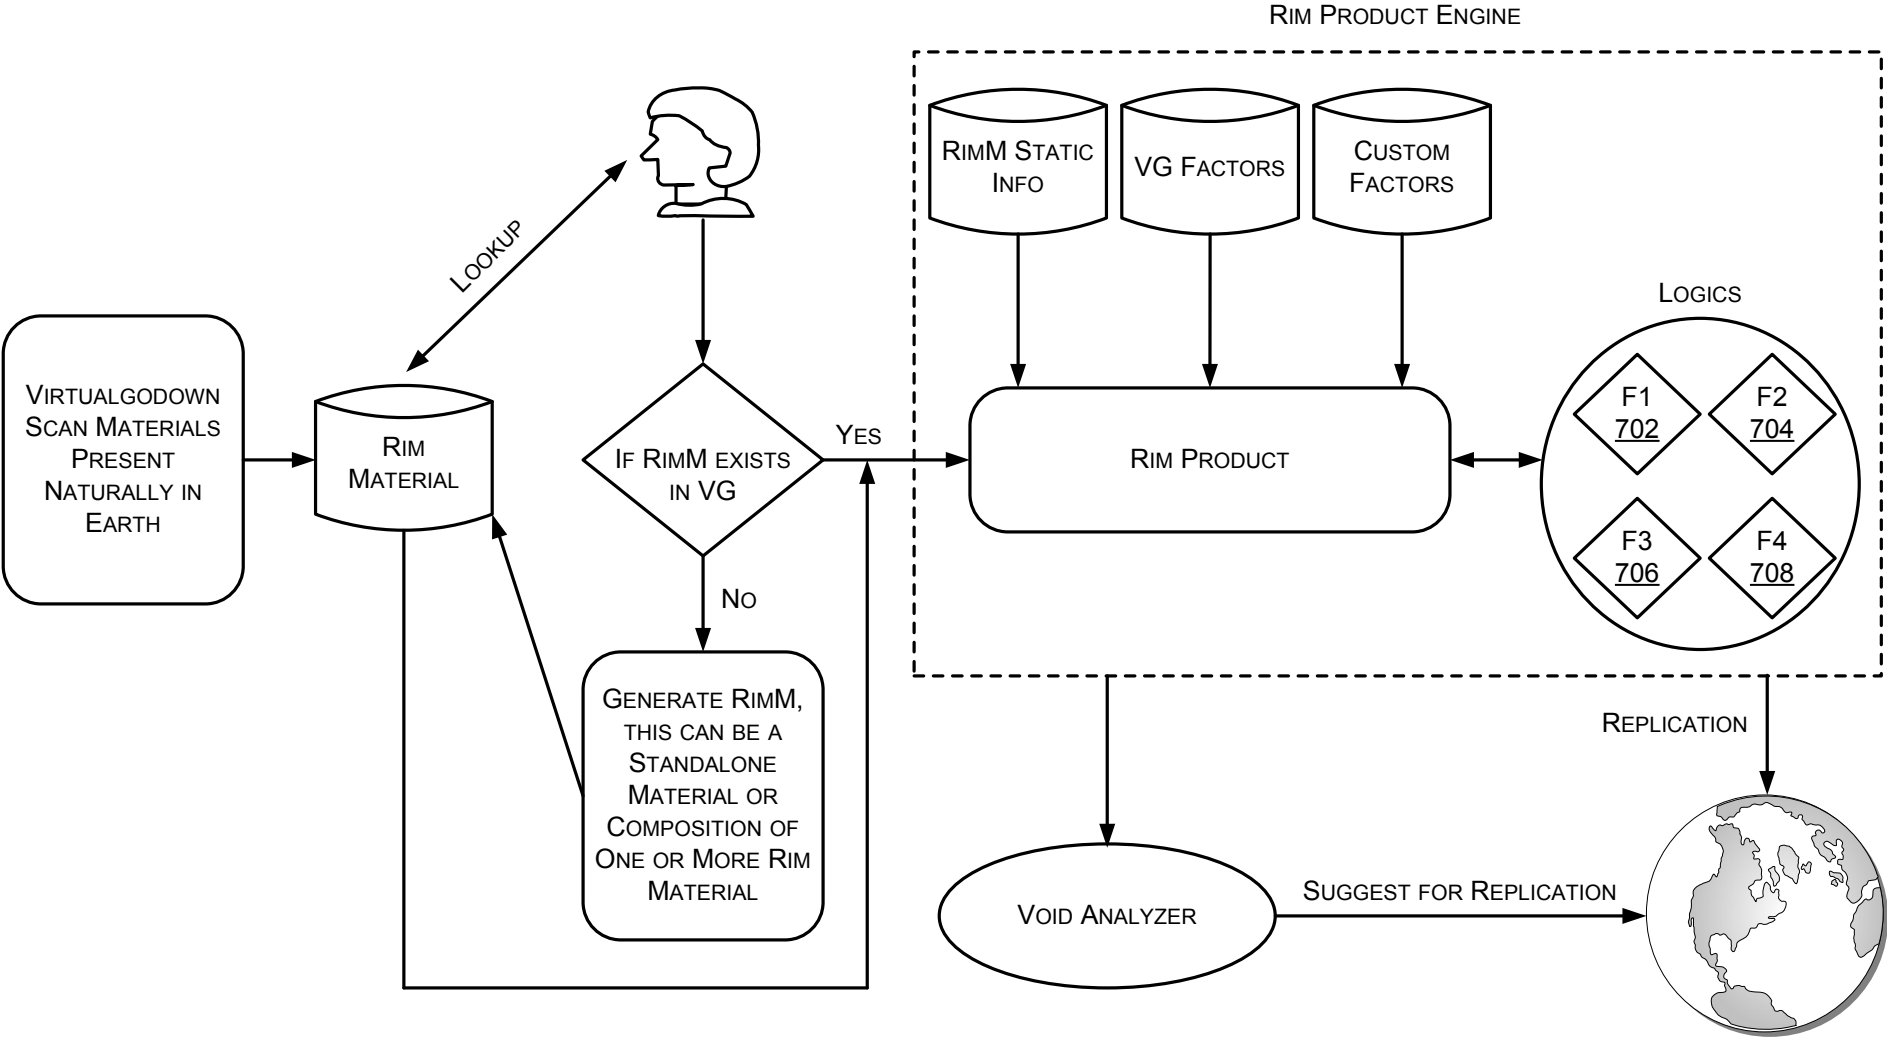 RIM PRODUCT ENGINE
RIMM STATIC
INFO
VG FACTORS
CUSTOM
FACTORS
LOOKUP
LOGICS
VIRTUALGODOWN
SCAN MATERIALS
PRESENT
NATURALLY IN
EARTH
RIM
MATERIAL
IF RIMM EXISTS
IN VG
YES
RIM PRODUCT
F1
702
F2
704
F3
706
F4
708
NO
GENERATE RIMM,
THIS CAN BE A
STANDALONE
MATERIAL OR
COMPOSITION OF
ONE OR MORE RIM
MATERIAL
REPLICATION
VOID ANALYZER
SUGGEST FOR REPLICATION